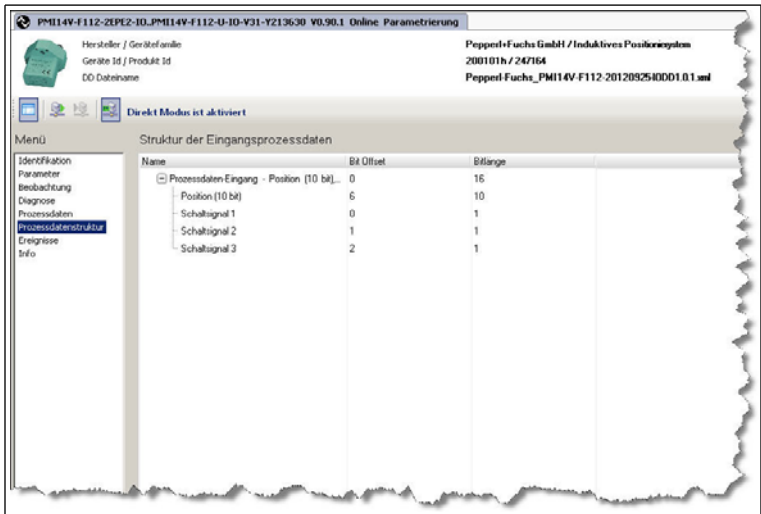 PMI14V-F112-2EPE2-IO..PMI14V-F112-U-IO-V31-Y213630 V0.90.1 Online Parametrierung
Hersteller / Gerätefamilie Pepperl+Fuchs GmbH / Induktives Positioniersystem
Geräte Id / Produkt Id 200101h / 247164
DD Dateiname Pepperl-Fuchs_PMI14V-F112-20120925-IODD1.0.1.xml
Direkt Modus ist aktiviert
Menü
Identifikation
Parameter
Beobachtung
Diagnose
Prozessdaten
Prozessdatenstruktur
Ereignisse
Info
Struktur der Eingangsprozessdaten
Name Bit Offset Bitlänge
Prozessdaten-Eingang - Position (10 bit),... 0 16
Position (10 bit) 6 10
Schaltsignal 1 0 1
Schaltsignal 2 1 1
Schaltsignal 3 2 1